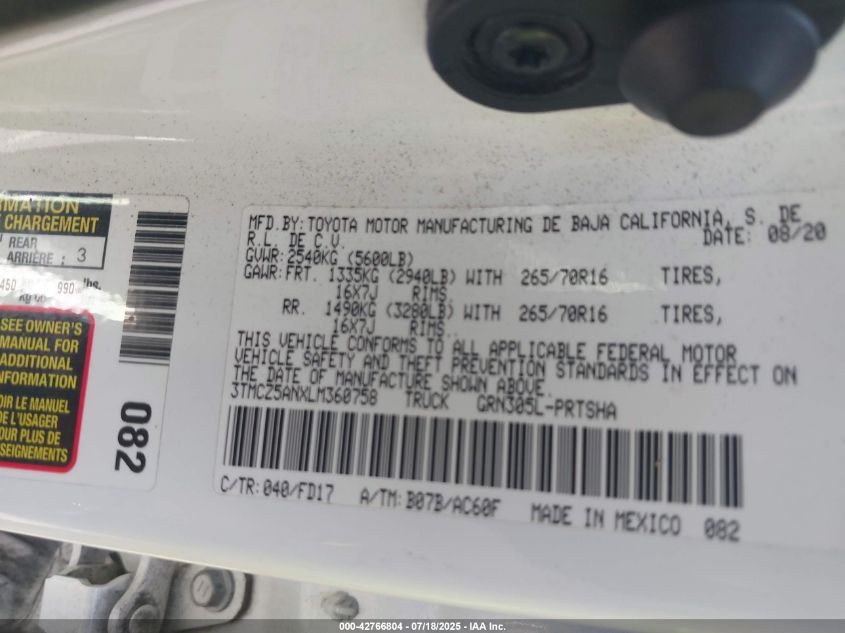 MFD.BY:TOYOTA MOTOR MANUFACTURING DE BAJA CALIFORNIA, S. DE
R.L. DE C.V. DATE: 08/20
GVWR:2540KG (5600LB)
GAWR:FRT. 1335KG (2940LB) WITH 265/70R16 TIRES,
16X7J RIMS
RR. 1490KG (3280LB) WITH 265/70R16 TIRES,
16X7J RIMS
THIS VEHICLE CONFORMS TO ALL APPLICABLE FEDERAL MOTOR
VEHICLE SAFETY AND THEFT PREVENTION STANDARDS IN EFFECT ON
THE DATE OF MANUFACTURE SHOWN ABOVE.
3TMCZ5ANXLM360758 TRUCK GRN305L-PRTSHA
C/TR:040/FD17 A/TM:B07B/AC60F MADE IN MEXICO 082
CHARGEMENT
REAR
ARRIÈRE : 3
990 lbs.
SEE OWNER'S
MANUAL FOR
ADDITIONAL
INFORMATION
LE MANUEL
L'USAGER
POUR PLUS DE
082
000-42766804 / 07/18/2025 - IAA Inc.